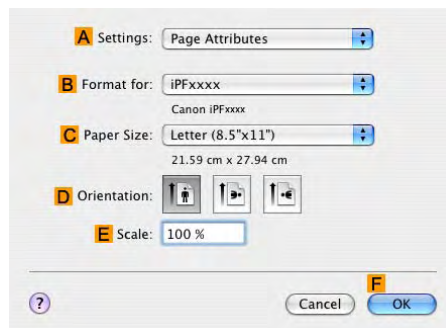 A Settings: Page Attributes
B Format for: iPFxxxx
Canon iPFxxxx
C Paper Size: Letter (8.5"x11")
21.59 cm x 27.94 cm
D Orientation:
E Scale: 100 %
F
? Cancel OK